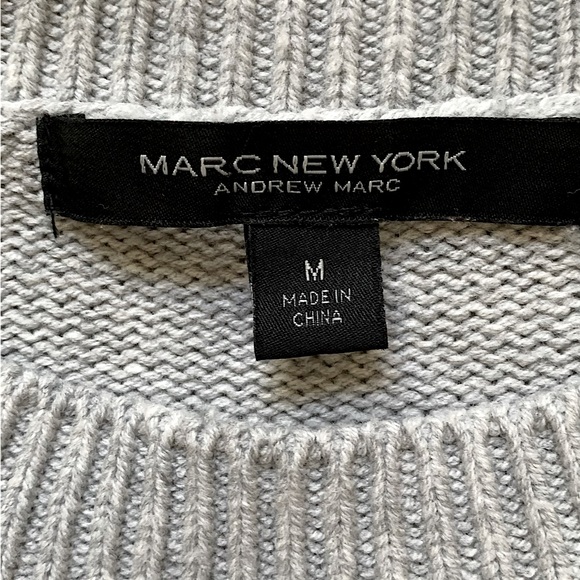 MARC NEW YORK
ANDREW MARC
M
MADE IN
CHINA